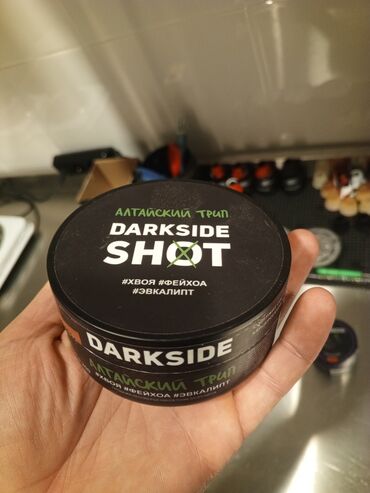 АЛТАЙСКИЙ ТРИП
DARKSIDE
SHOT
#ХВОЯ #ФЕЙХОА
#ЭВКАЛИПТ
DARKSIDE
АЛТАЙСКИЙ ТРИП
#ХВОЯ #ФЕЙХОА #ЭВКАЛИПТ